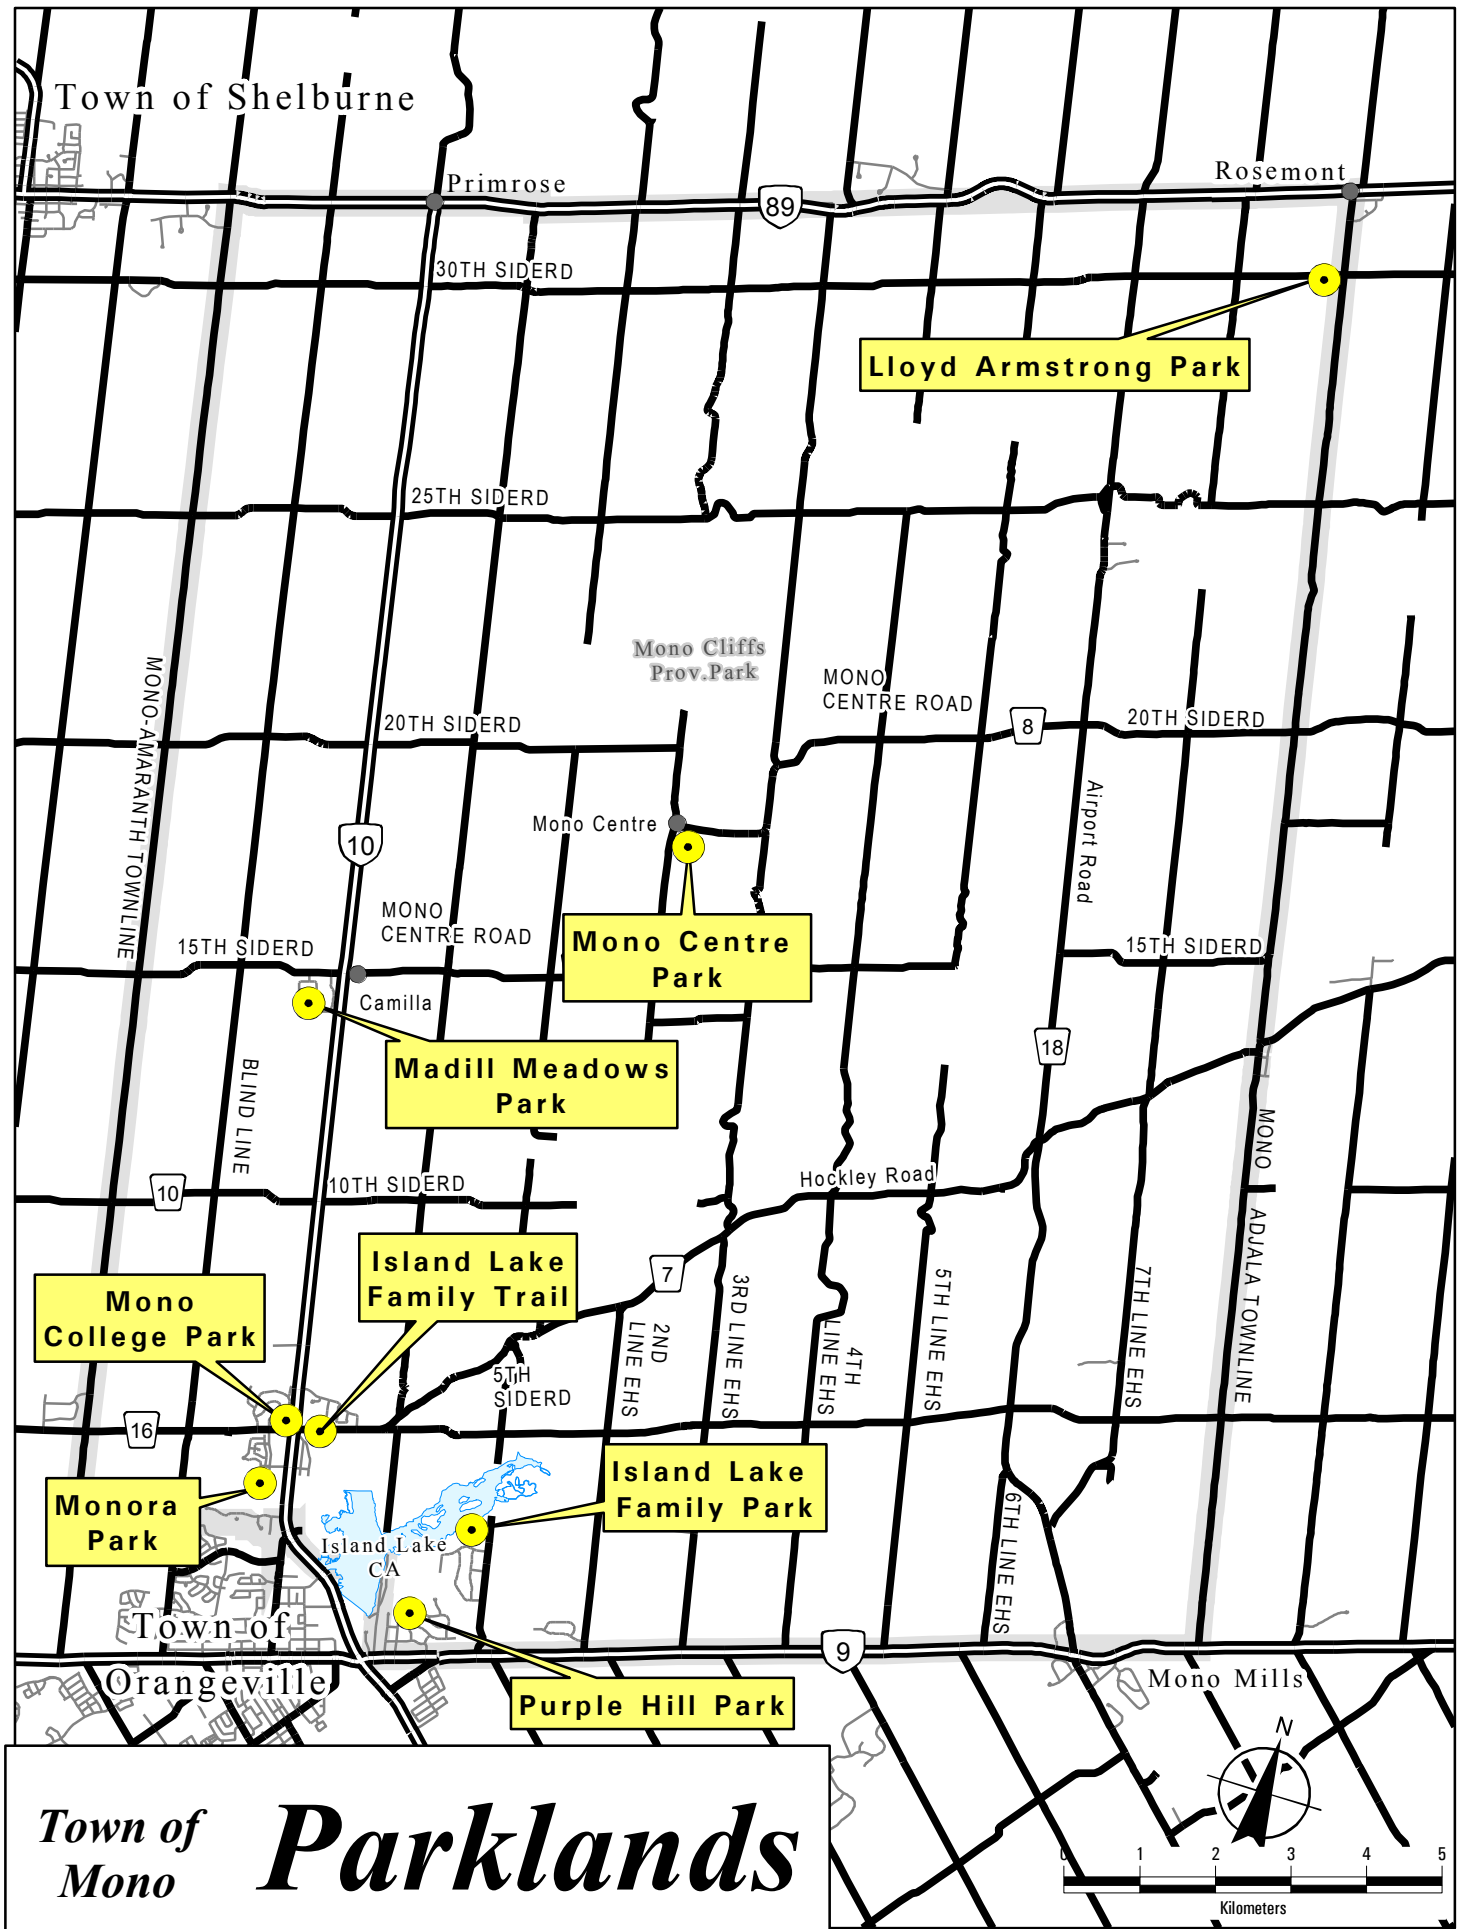 Town of Shelburne
Primrose
Rosemont
89
30TH SIDERD
Lloyd Armstrong Park
25TH SIDERD
Mono Cliffs
Prov.Park
MONO
CENTRE ROAD
MONO-AMARANTH TOWNLINE
20TH SIDERD
8
20TH SIDERD
Airport Road
Mono Centre
10
MONO
CENTRE ROAD
15TH SIDERD
Mono Centre
Park
15TH SIDERD
Camilla
18
Madill Meadows
Park
BLIND LINE
MONO ADJALA TOWNLINE
10
10TH SIDERD
Hockley Road
Island Lake
Family Trail
7
Mono
College Park
2ND
LINE EHS
3RD LINE EHS
4TH
LINE EHS
5TH LINE EHS
7TH LINE EHS
5TH
SIDERD
16
Island Lake
Family Park
Monora
Park
6TH LINE EHS
Island Lake
CA
Town of
Orangeville
9
Mono Mills
Purple Hill Park
N
Town of
Mono
Parklands
0 1 2 3 4 5
Kilometers